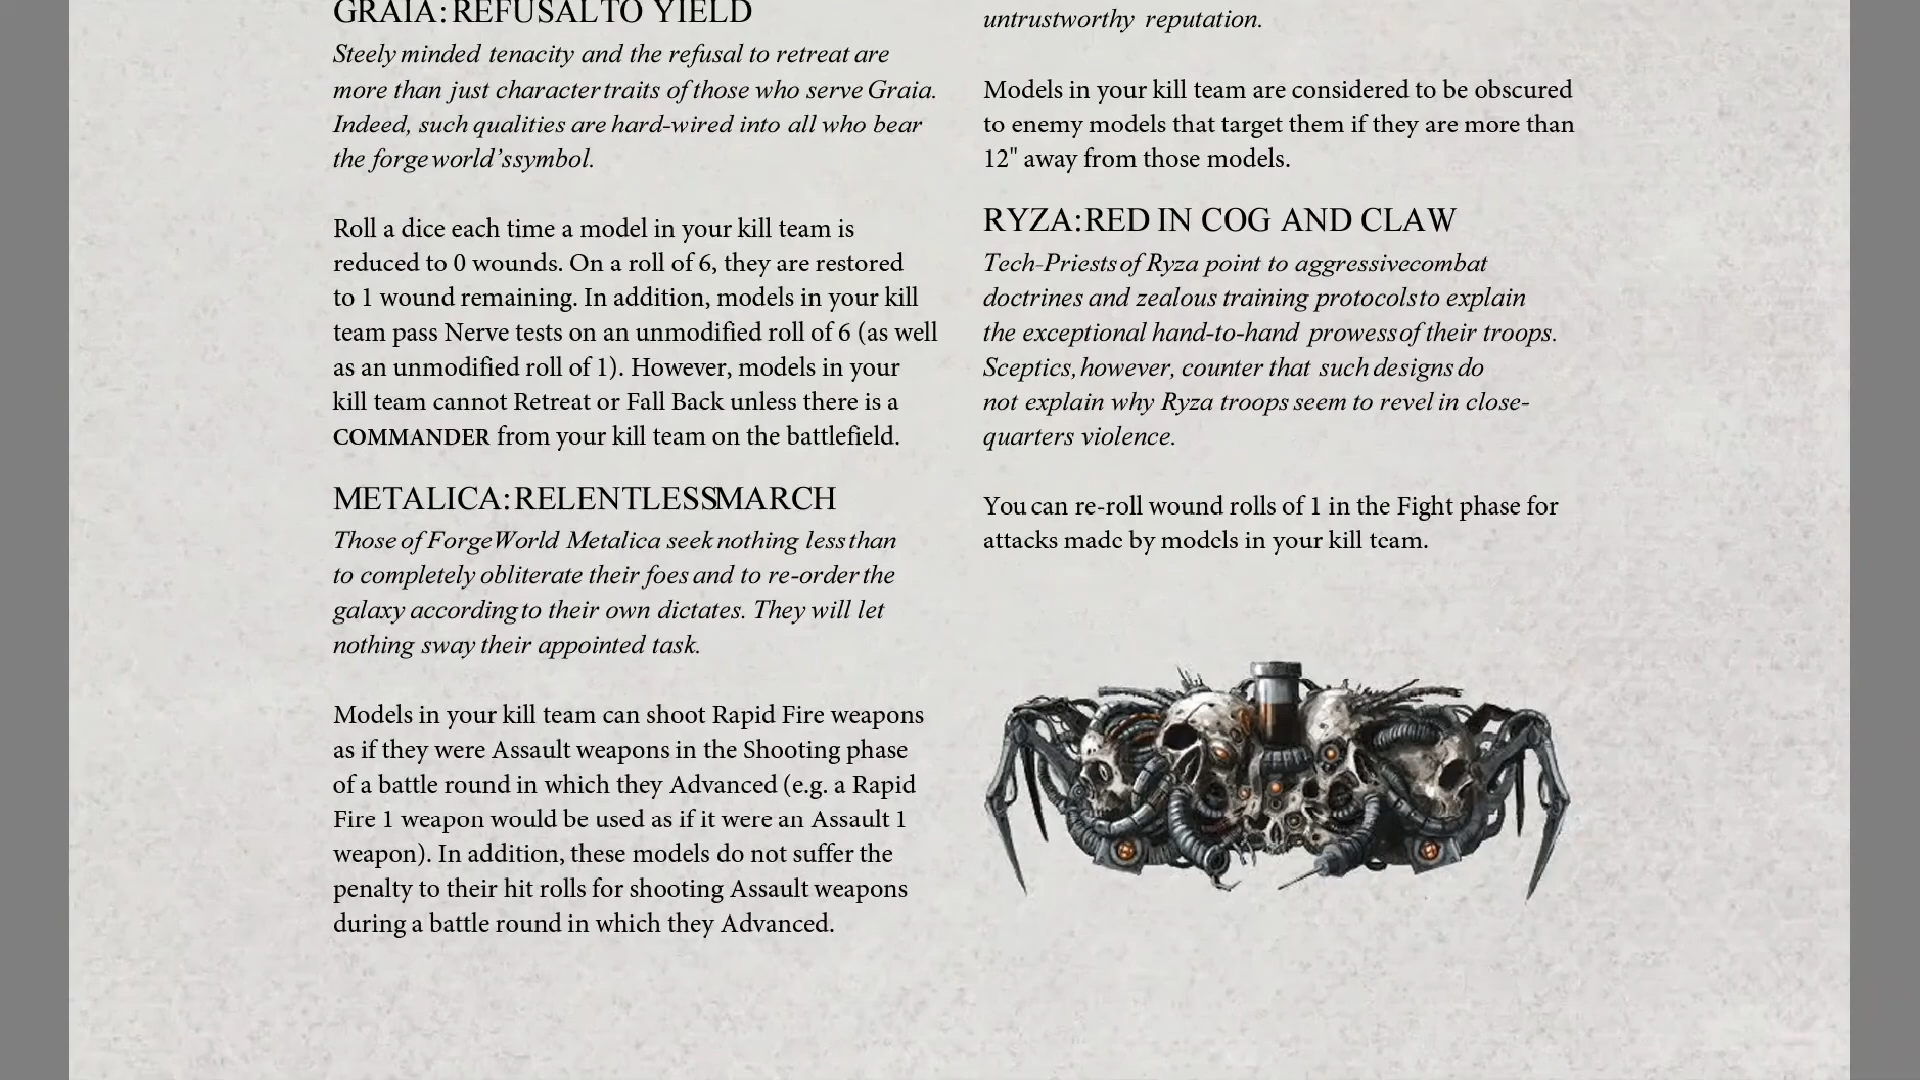 GRAIA: REFUSAL TO YIELD
Steely minded tenacity and the refusal to retreat are
more than just character traits of those who serve Graia.
Indeed, such qualities are hard-wired into all who bear
the forge world's symbol.
Roll a dice each time a model in your kill team is
reduced to 0 wounds. On a roll of 6, they are restored
to 1 wound remaining. In addition, models in your kill
team pass Nerve tests on an unmodified roll of 6 (as well
as an unmodified roll of 1). However, models in your
kill team cannot Retreat or Fall Back unless there is a
COMMANDER from your kill team on the battlefield.
METALICA: RELENTLESS MARCH
Those of Forge World Metalica seek nothing less than
to completely obliterate their foes and to re-order the
galaxy according to their own dictates. They will let
nothing sway their appointed task.
Models in your kill team can shoot Rapid Fire weapons
as if they were Assault weapons in the Shooting phase
of a battle round in which they Advanced (e.g. a Rapid
Fire 1 weapon would be used as if it were an Assault 1
weapon). In addition, these models do not suffer the
penalty to their hit rolls for shooting Assault weapons
during a battle round in which they Advanced.
untrustworthy reputation.
Models in your kill team are considered to be obscured
to enemy models that target them if they are more than
12" away from those models.
RYZA: RED IN COG AND CLAW
Tech-Priests of Ryza point to aggressive combat
doctrines and zealous training protocols to explain
the exceptional hand-to-hand prowess of their troops.
Sceptics, however, counter that such designs do
not explain why Ryza troops seem to revel in close-
quarters violence.
You can re-roll wound rolls of 1 in the Fight phase for
attacks made by models in your kill team.